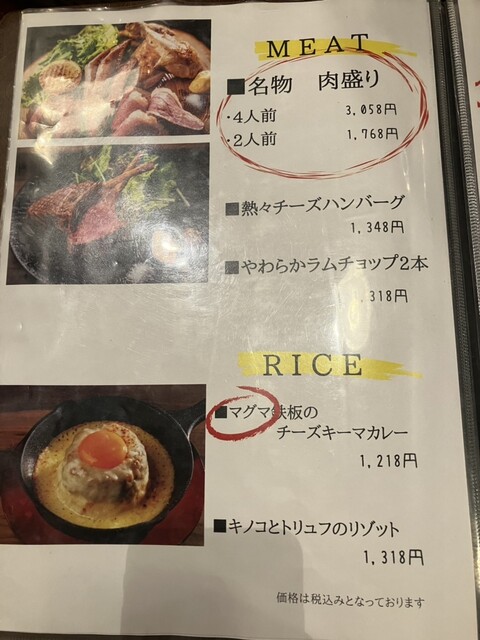 MEAT
■名物 肉盛り
・4人前 3,058円
・2人前 1,768円
■熱々チーズハンバーグ
1,348円
■やわらかラムチョップ2本
,318円
RICE
■マグマ鉄板の
チーズキーマカレー
1,218円
■キノコとトリュフのリゾット
1,318円
価格は税込みとなっております